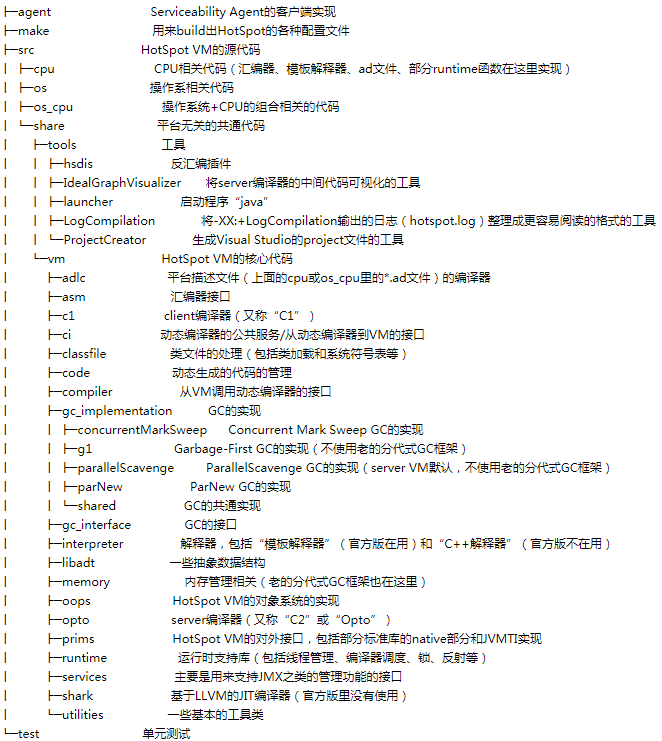 ├─agent                 Serviceability Agent的客户端实现
├─make                  用来build出HotSpot的各种配置文件
├─src                   HotSpot VM的源代码
│  ├─cpu                CPU相关代码（汇编器、模板解释器、ad文件、部分runtime函数在这里实现）
│  ├─os                 操作系相关代码
│  ├─os_cpu             操作系统+CPU的组合相关的代码
│  └─share              平台无关的共通代码
│      ├─tools          工具
│      │  ├─hsdis       反汇编插件
│      │  ├─IdealGraphVisualizer     将server编译器的中间代码可视化的工具
│      │  ├─launcher    启动程序“java”
│      │  ├─LogCompilation     将-XX:+LogCompilation输出的日志（hotspot.log）整理成更容易阅读的格式的工具
│      │  └─ProjectCreator     生成Visual Studio的project文件的工具
│      └─vm             HotSpot VM的核心代码
│          ├─adlc       平台描述文件（上面的cpu或os_cpu里的*.ad文件）的编译器
│          ├─asm        汇编器接口
│          ├─c1         client编译器（又称“C1”）
│          ├─ci         动态编译器的公共服务/从动态编译器到VM的接口
│          ├─classfile  类文件的处理（包括类加载和系统符号表等）
│          ├─code       动态生成的代码的管理
│          ├─compiler   从VM调用动态编译器的接口
│          ├─gc_implementation     GC的实现
│          │  ├─concurrentMarkSweep     Concurrent Mark Sweep GC的实现
│          │  ├─g1      Garbage-First GC的实现（不使用老的分代式GC框架）
│          │  ├─parallelScavenge     ParallelScavenge GC的实现（server VM默认，不使用老的分代式GC框架）
│          │  ├─parNew  ParNew GC的实现
│          │  └─shared  GC的共通实现
│          ├─gc_interface     GC的接口
│          ├─interpreter     解释器，包括“模板解释器”（官方版在用）和“C++解释器”（官方版不在用）
│          ├─libadt     一些抽象数据结构
│          ├─memory     内存管理相关（老的分代式GC框架也在这里）
│          ├─oops       HotSpot VM的对象系统的实现
│          ├─opto       server编译器（又称“C2”或“Opto”）
│          ├─prims      HotSpot VM的对外接口，包括部分标准库的native部分和JVMTI实现
│          ├─runtime    运行时支持库（包括线程管理、编译器调度、锁、反射等）
│          ├─services   主要是用来支持JMX之类的管理功能的接口
│          ├─shark      基于LLVM的JIT编译器（官方版里没有使用）
│          └─utilities  一些基本的工具类
└─test                  单元测试